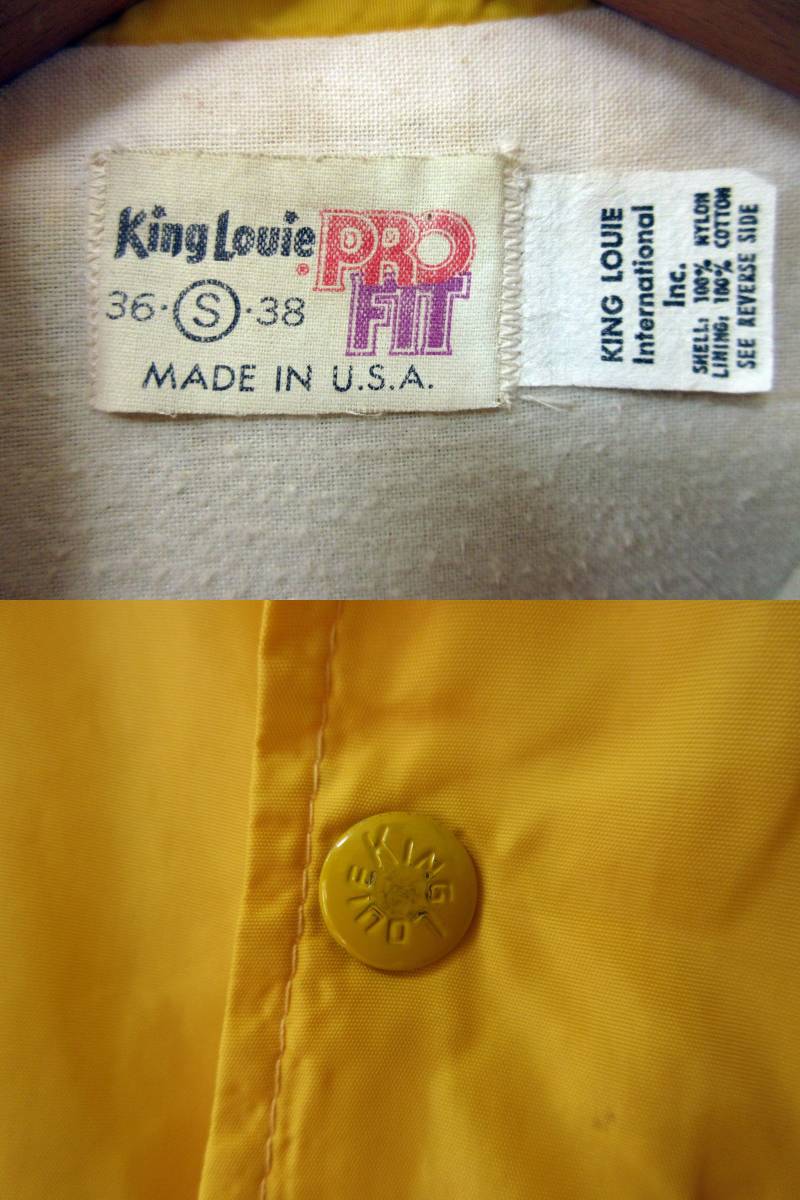 King Louie
® PRO
FIT
36·S·38
MADE IN U.S.A.
KING LOUIE
International
Inc.
SHELL: 100% NYLON
LINING: 100% COTTON
SEE REVERSE SIDE
KING LOUIE